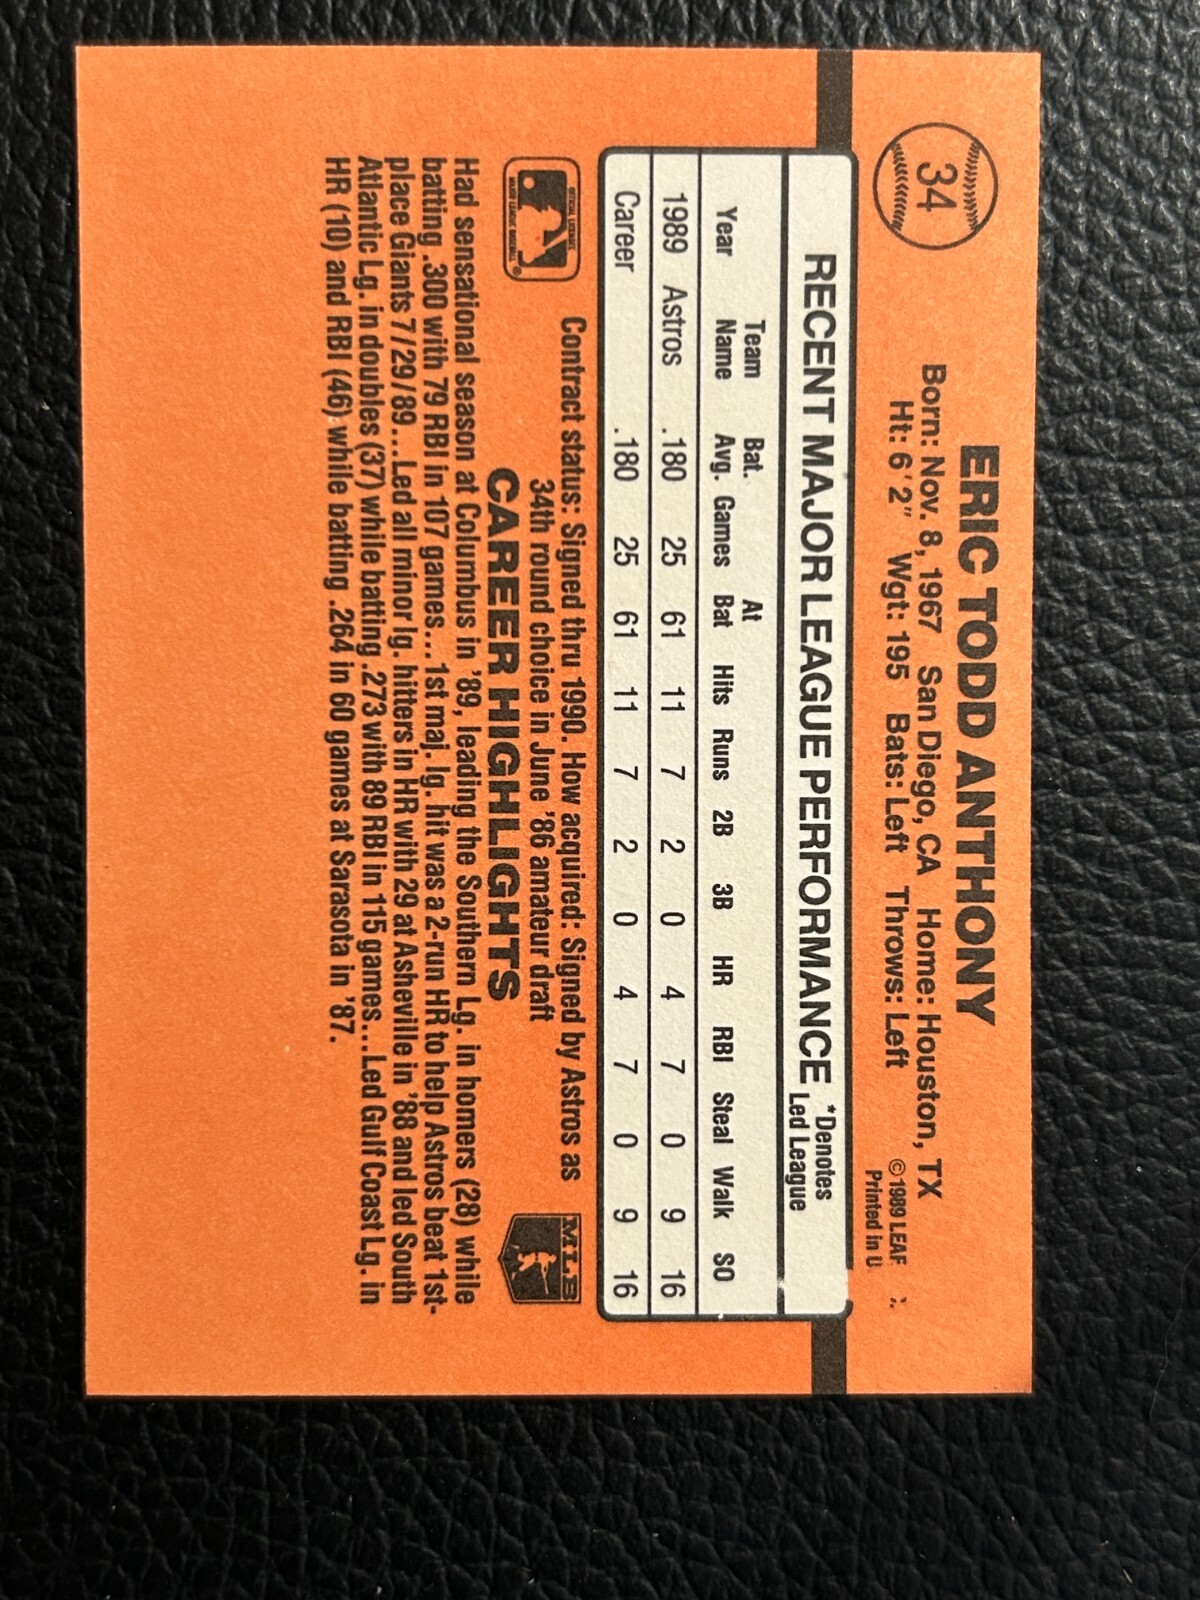 34
ERIC TODD ANTHONY
Born: Nov. 8, 1967 San Diego, CA Home: Houston, TX
Ht: 6'2" Wgt: 195 Bats: Left Throws: Left
©1989 LEAF
Printed in U
RECENT MAJOR LEAGUE PERFORMANCE
*Denotes
Led League
Year Team Name Bat. Avg. Games At Bat Hits Runs 2B 3B HR RBI Steal Walk SO
1989 Astros .180 25 61 11 7 2 0 4 7 0 9 16
Career .180 25 61 11 7 2 0 4 7 0 9 16
Contract status: Signed thru 1990. How acquired: Signed by Astros as
34th round choice in June '86 amateur draft
MLB
CAREER HIGHLIGHTS
Had sensational season at Columbus in '89, leading the Southern Lg. in homers (28) while
batting .300 with 79 RBI in 107 games...1st maj. lg. hit was a 2-run HR to help Astros beat 1st-
place Giants 7/29/89...Led all minor lg. hitters in HR with 29 at Asheville in '88 and led South
Atlantic Lg. in doubles (37) while batting .273 with 89 RBI in 115 games...Led Gulf Coast Lg. in
HR (10) and RBI (46) while batting .264 in 60 games at Sarasota in '87.